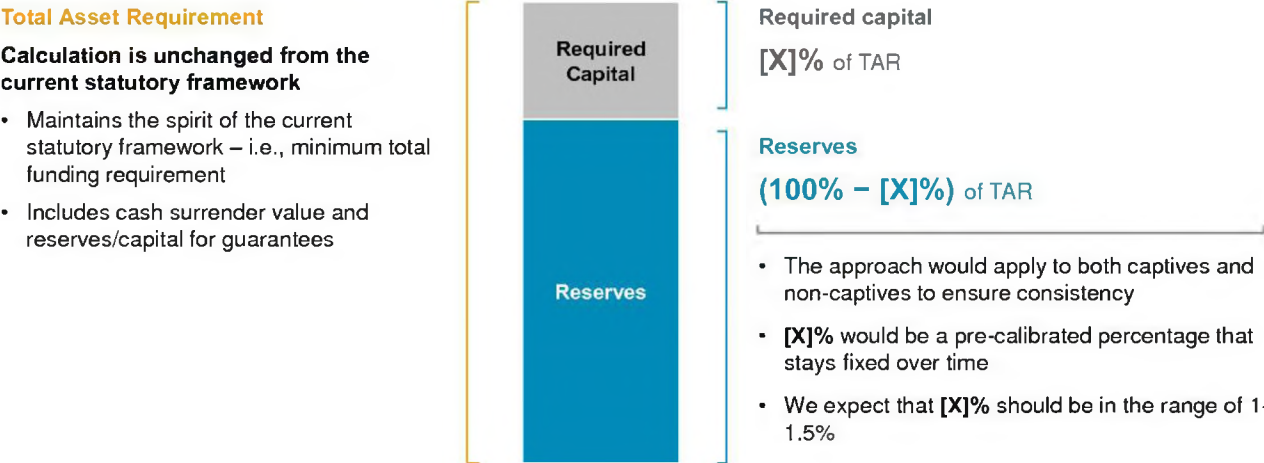 Total Asset Requirement
Calculation is unchanged from the
current statutory framework
• Maintains the spirit of the current
statutory framework – i.e., minimum total
funding requirement
• Includes cash surrender value and
reserves/capital for guarantees
Required
Capital
Reserves
Required capital
[X]% of TAR
Reserves
(100% − [X]%) of TAR
• The approach would apply to both captives and
non-captives to ensure consistency
• [X]% would be a pre-calibrated percentage that
stays fixed over time
• We expect that [X]% should be in the range of 1-
1.5%